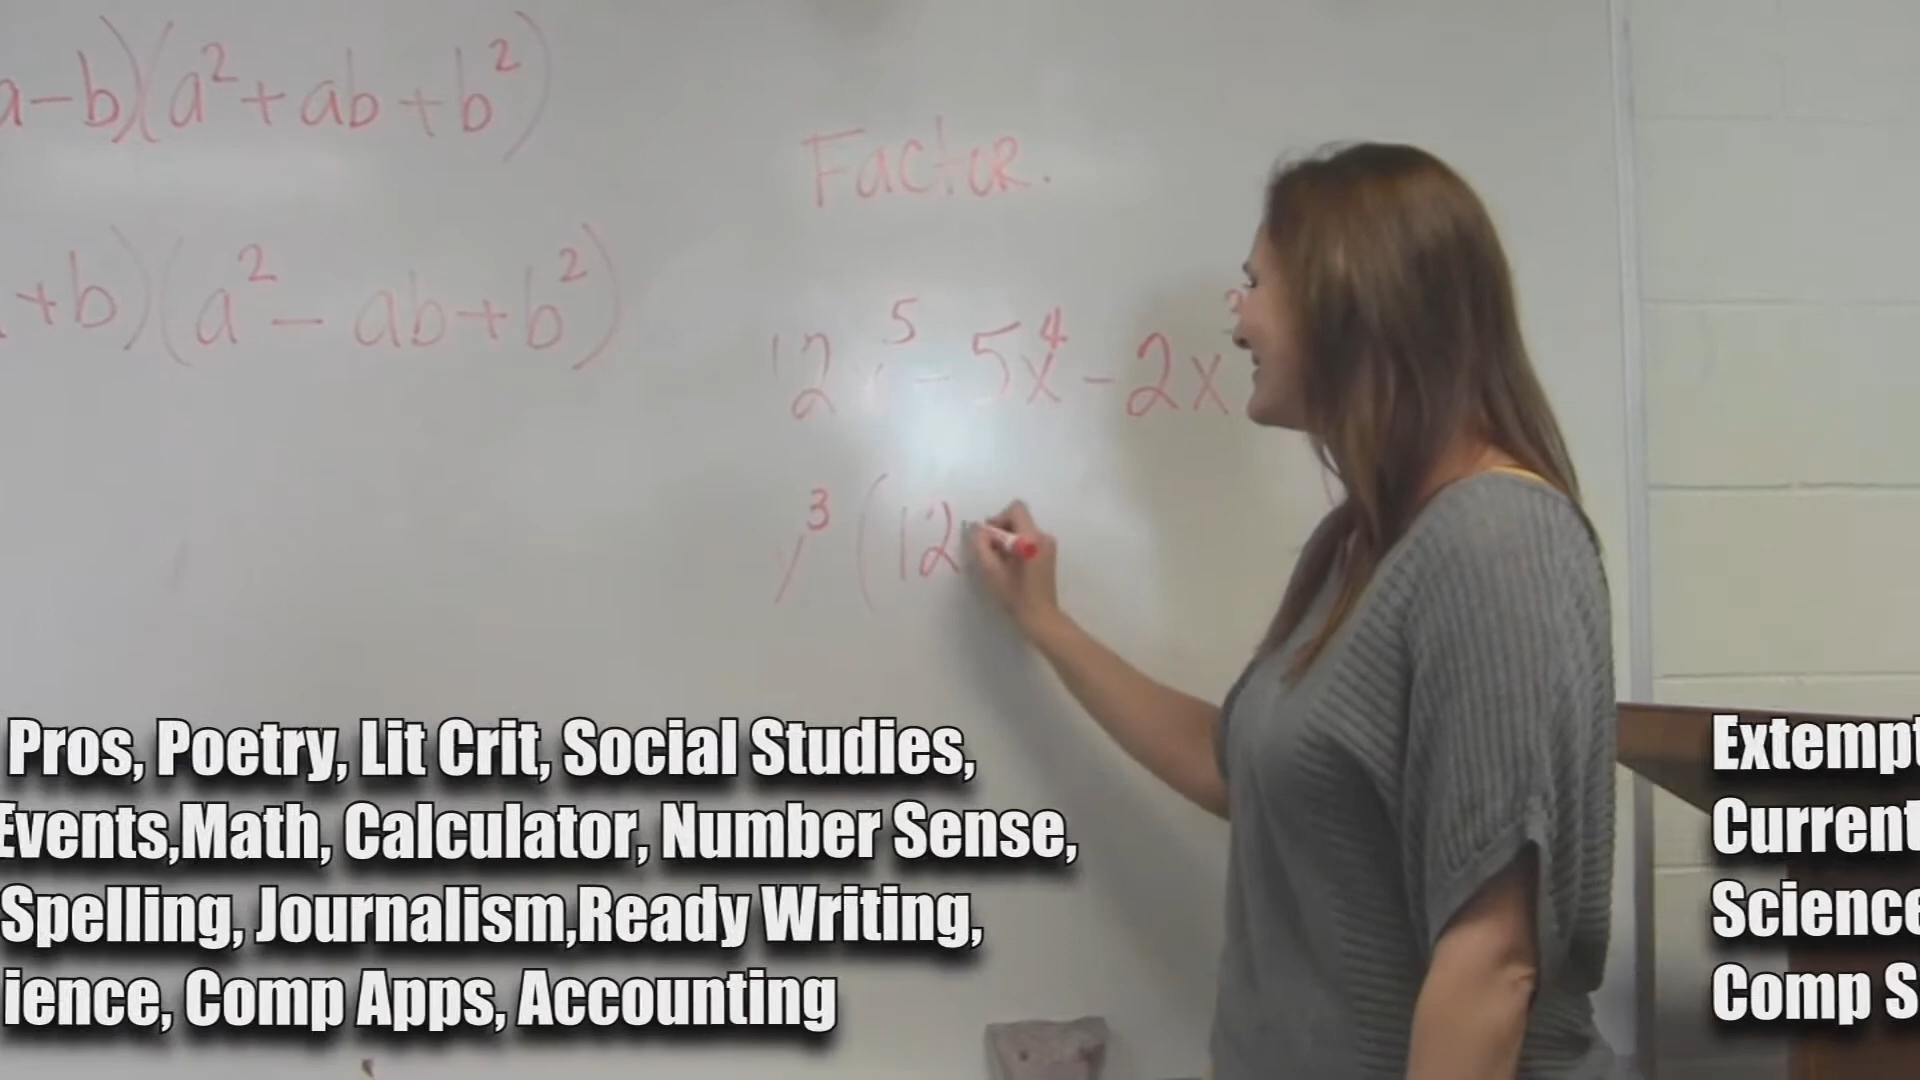 a-b)(a²+ab+b²)
+b)(a²-ab+b²)
Factor.
12x⁵-5x⁴-2x
x³(12
Pros, Poetry, Lit Crit, Social Studies,
Events,Math, Calculator, Number Sense,
Spelling, Journalism,Ready Writing,
ience, Comp Apps, Accounting
Extempt
Current
Science
Comp S